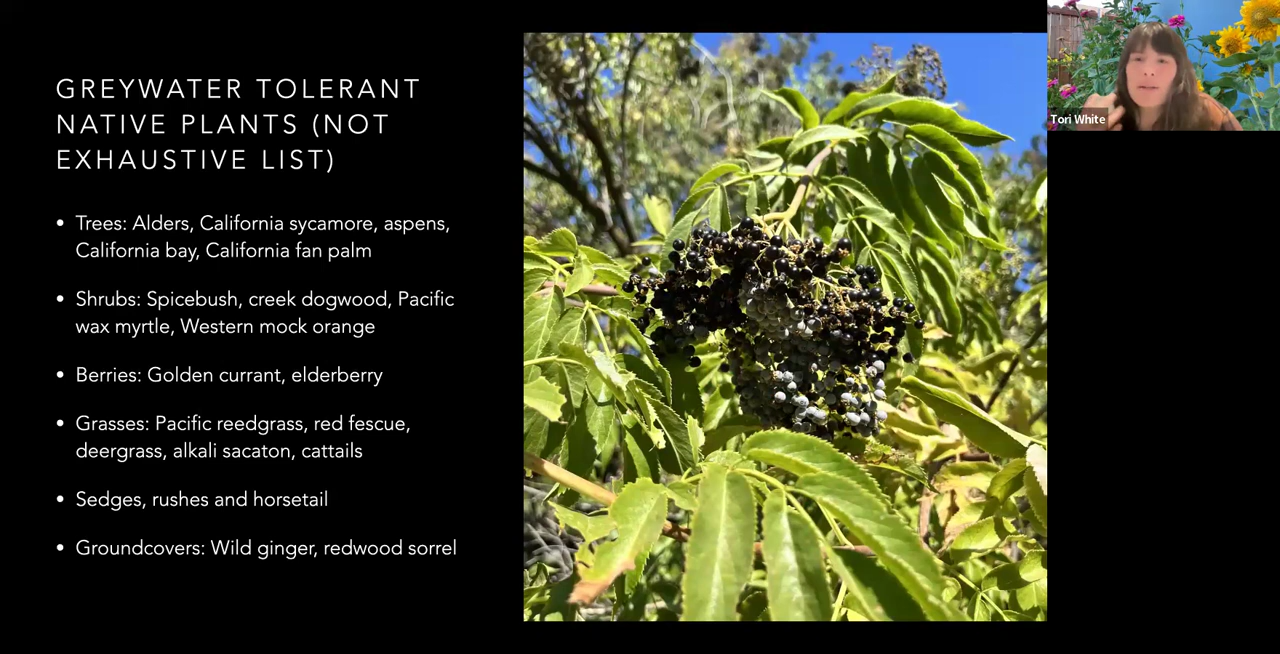 GREYWATER TOLERANT
NATIVE PLANTS (NOT
EXHAUSTIVE LIST)
• Trees: Alders, California sycamore, aspens,
California bay, California fan palm
• Shrubs: Spicebush, creek dogwood, Pacific
wax myrtle, Western mock orange
• Berries: Golden currant, elderberry
• Grasses: Pacific reedgrass, red fescue,
deergrass, alkali sacaton, cattails
• Sedges, rushes and horsetail
• Groundcovers: Wild ginger, redwood sorrel
Tori White